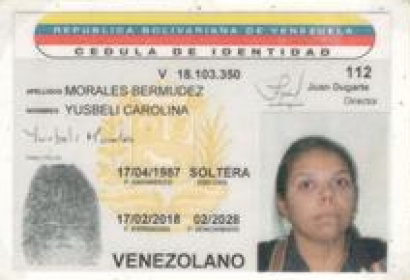 REPUBLICA BOLIVARIANA DE VENEZUELA
CEDULA DE IDENTIDAD
V 18.103.350 112
APELLIDOS MORALES BERMUDEZ Juan Dugarte
Director
NOMBRES YUSBELI CAROLINA
Yusbeli Morales
17/04/1987 SOLTERA
F. NACIMIENTO EDO CIVIL
17/02/2018 02/2028
F. EXPEDICION F. VENCIMIENTO
VENEZOLANO